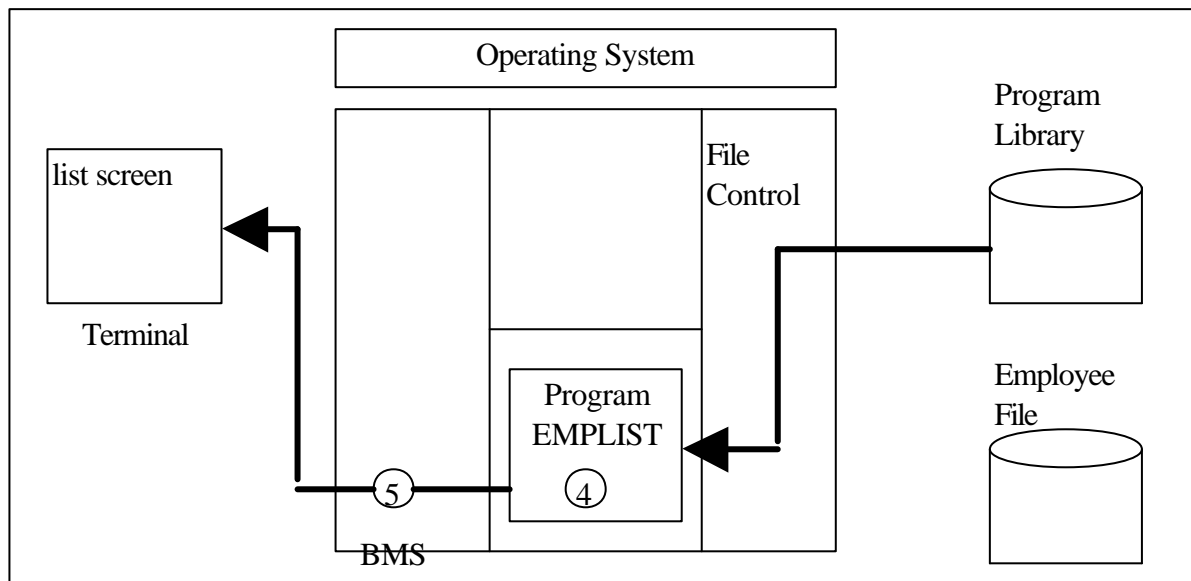 Operating System
Program
Library
list screen
File
Control
Terminal
Program
EMPLIST
Employee
File
5
4
BMS